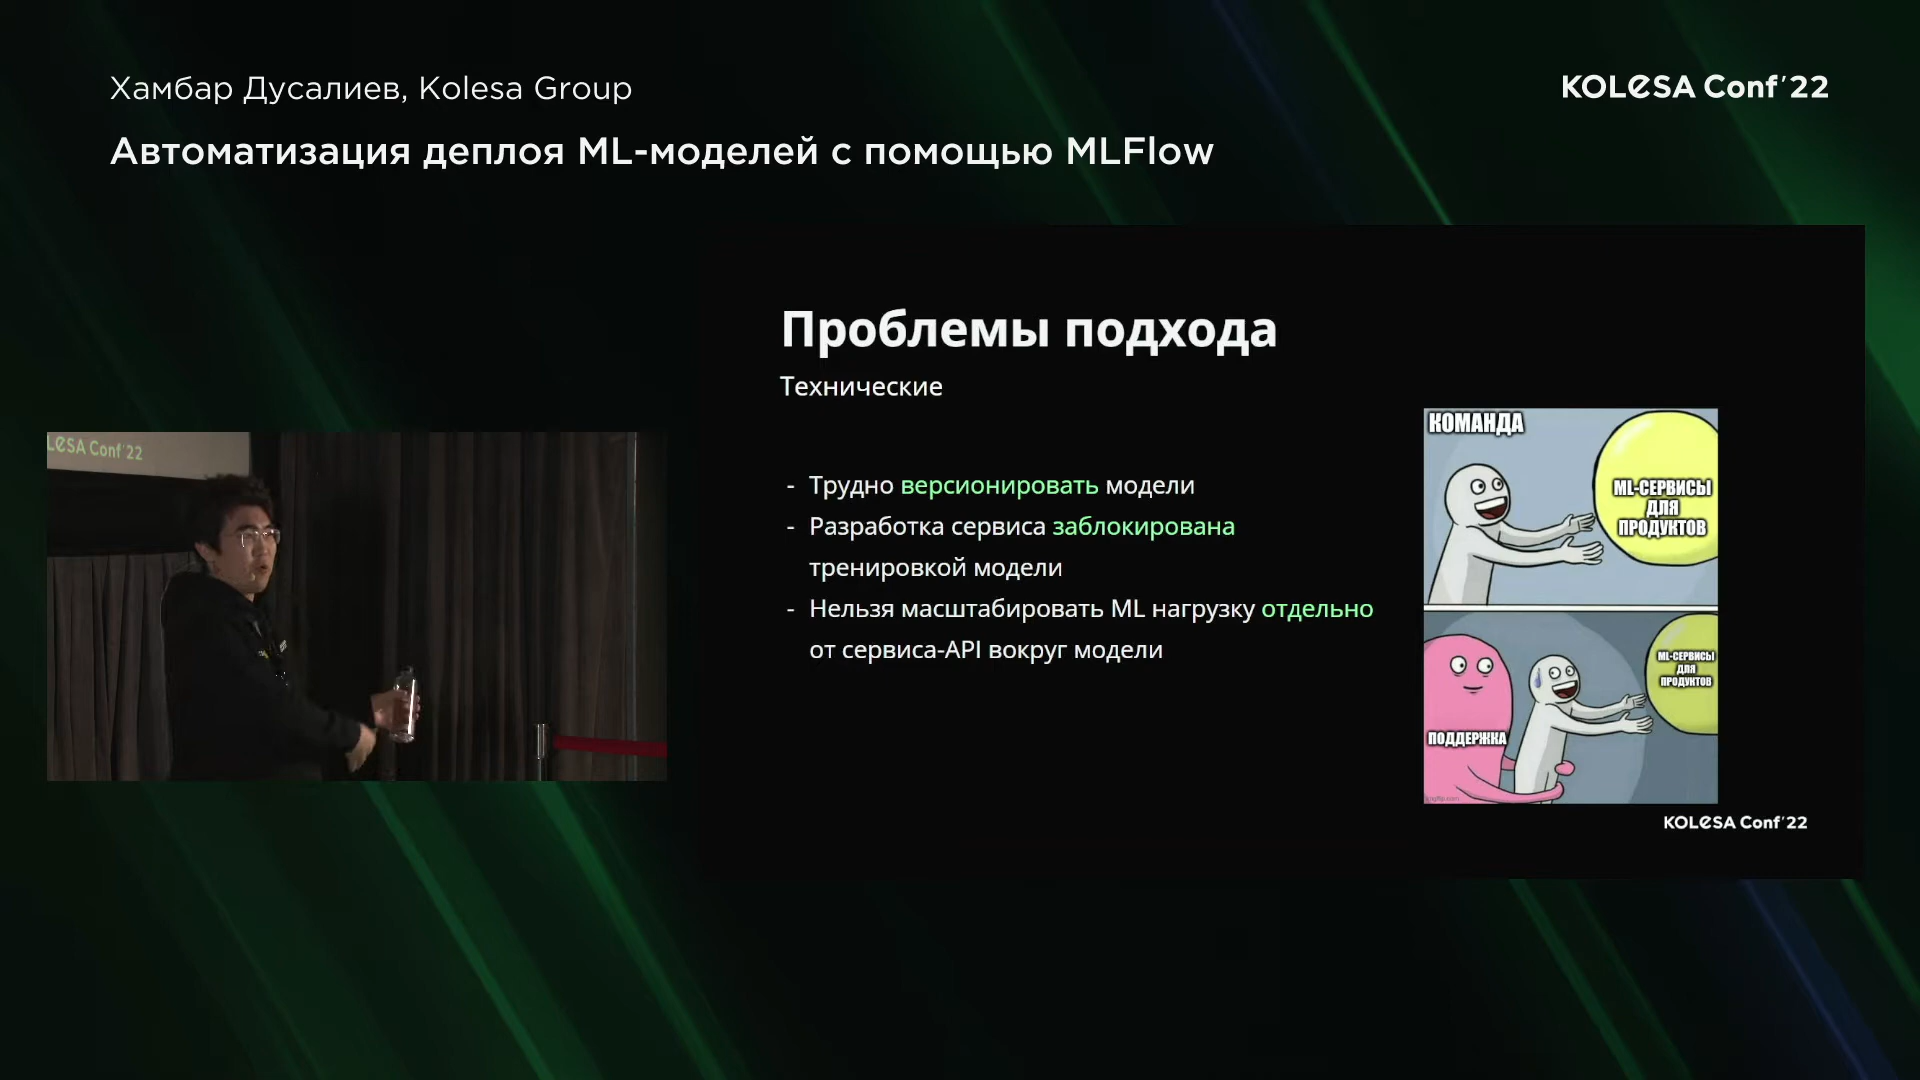 Хамбар Дусалиев, Kolesa Group
KOLESA Conf'22
Автоматизация деплоя ML-моделей с помощью MLFlow
LESA Conf'22
Проблемы подхода
Технические
- Трудно версионировать модели
- Разработка сервиса заблокирована
тренировкой модели
- Нельзя масштабировать ML нагрузку отдельно
от сервиса-API вокруг модели
КОМАНДА
ML-СЕРВИСЫ
ДЛЯ
ПРОДУКТОВ
ML-СЕРВИСЫ
ДЛЯ
ПРОДУКТОВ
ПОДДЕРЖКА
imgflip.com
KOLESA Conf'22